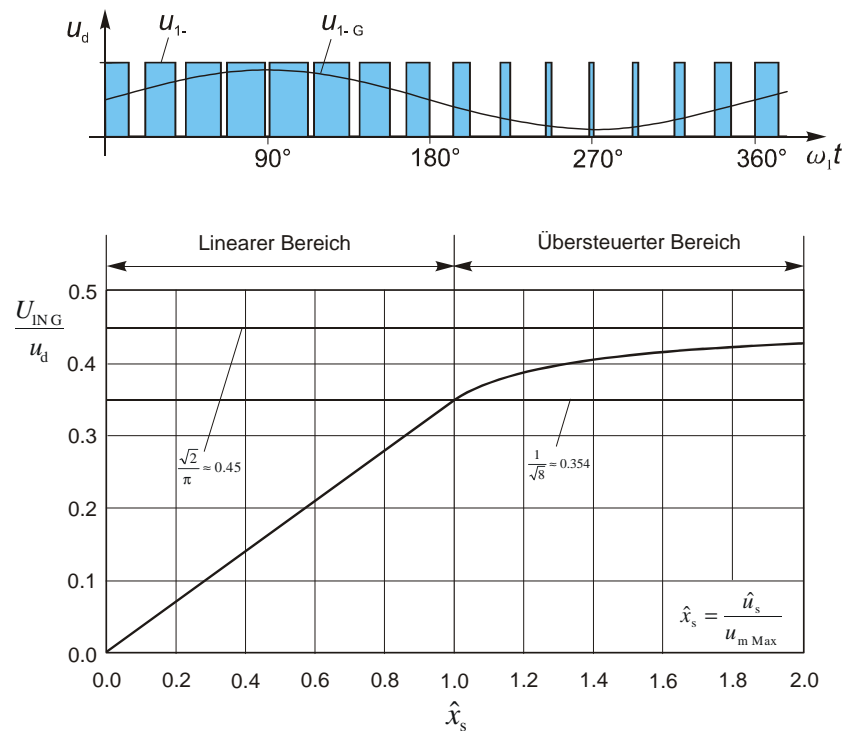 u_d u_1- u_1-G
90° 180° 270° 360° ω_1t
Linearer Bereich Übersteuerter Bereich
U_1NG / u_d
0.5
0.4
0.3
0.2
0.1
0.0
√2/π ≈ 0.45
1/√8 ≈ 0.354
x̂_s = û_s / u_m Max
0.0 0.2 0.4 0.6 0.8 1.0 1.2 1.4 1.6 1.8 2.0
x̂_s